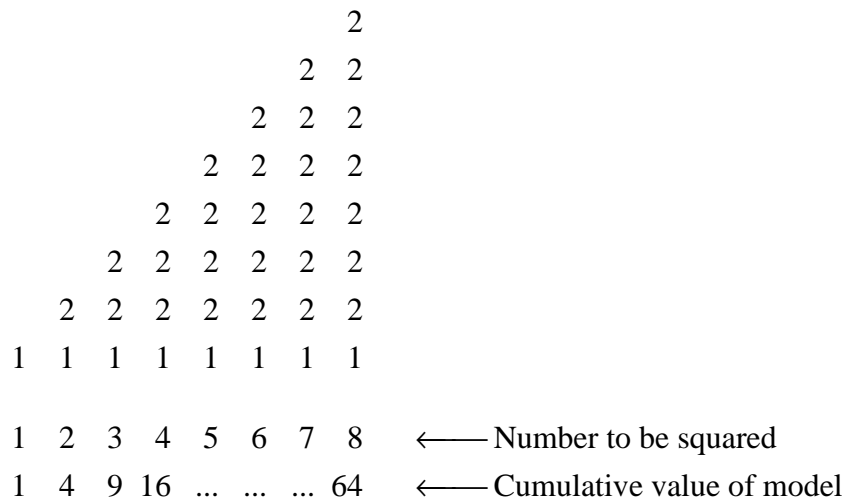 2
2 2
2 2 2
2 2 2 2
2 2 2 2 2
2 2 2 2 2 2
2 2 2 2 2 2 2
1 1 1 1 1 1 1 1
1 2 3 4 5 6 7 8 ← Number to be squared
1 4 9 16 ... ... ... 64 ← Cumulative value of model